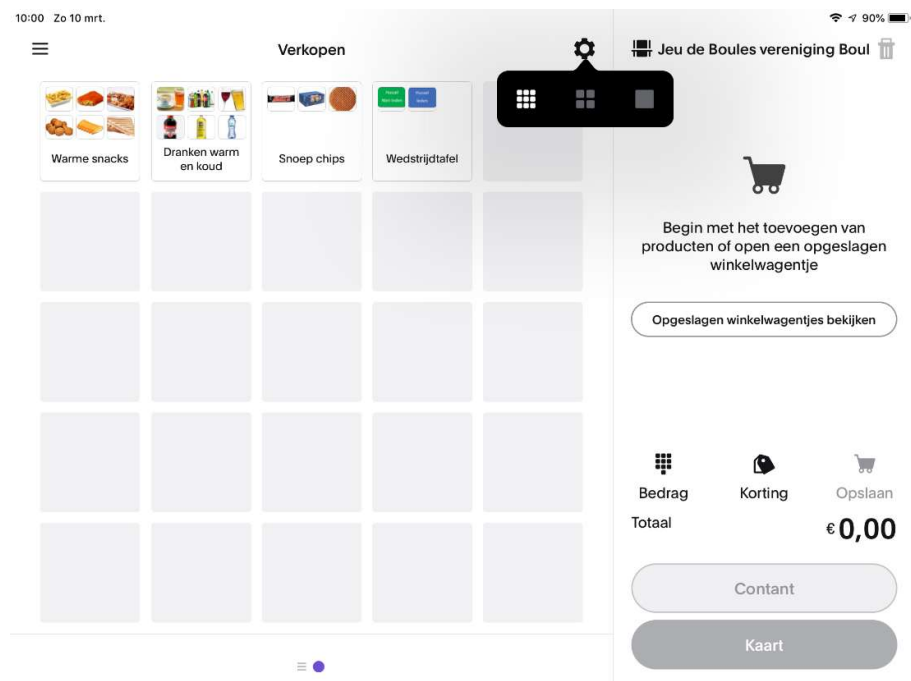 10:00 Zo 10 mrt.
90%
Verkopen
Jeu de Boules vereniging Boul
Warme snacks
Dranken warm
en koud
Snoep chips
Wedstrijdtafel
Begin met het toevoegen van
producten of open een opgeslagen
winkelwagentje
Opgeslagen winkelwagentjes bekijken
Bedrag
Korting
Opslaan
Totaal
€ 0,00
Contant
Kaart